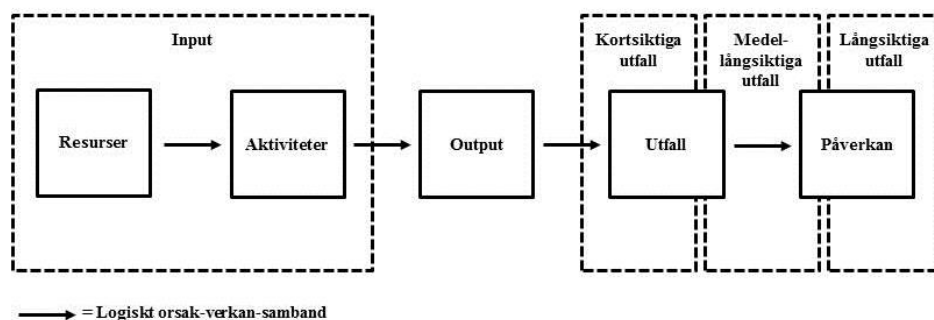 Input
Kortsiktiga
utfall
Medel-
långsiktiga
utfall
Långsiktiga
utfall
Resurser
Aktiviteter
Output
Utfall
Påverkan
= Logiskt orsak-verkan-samband